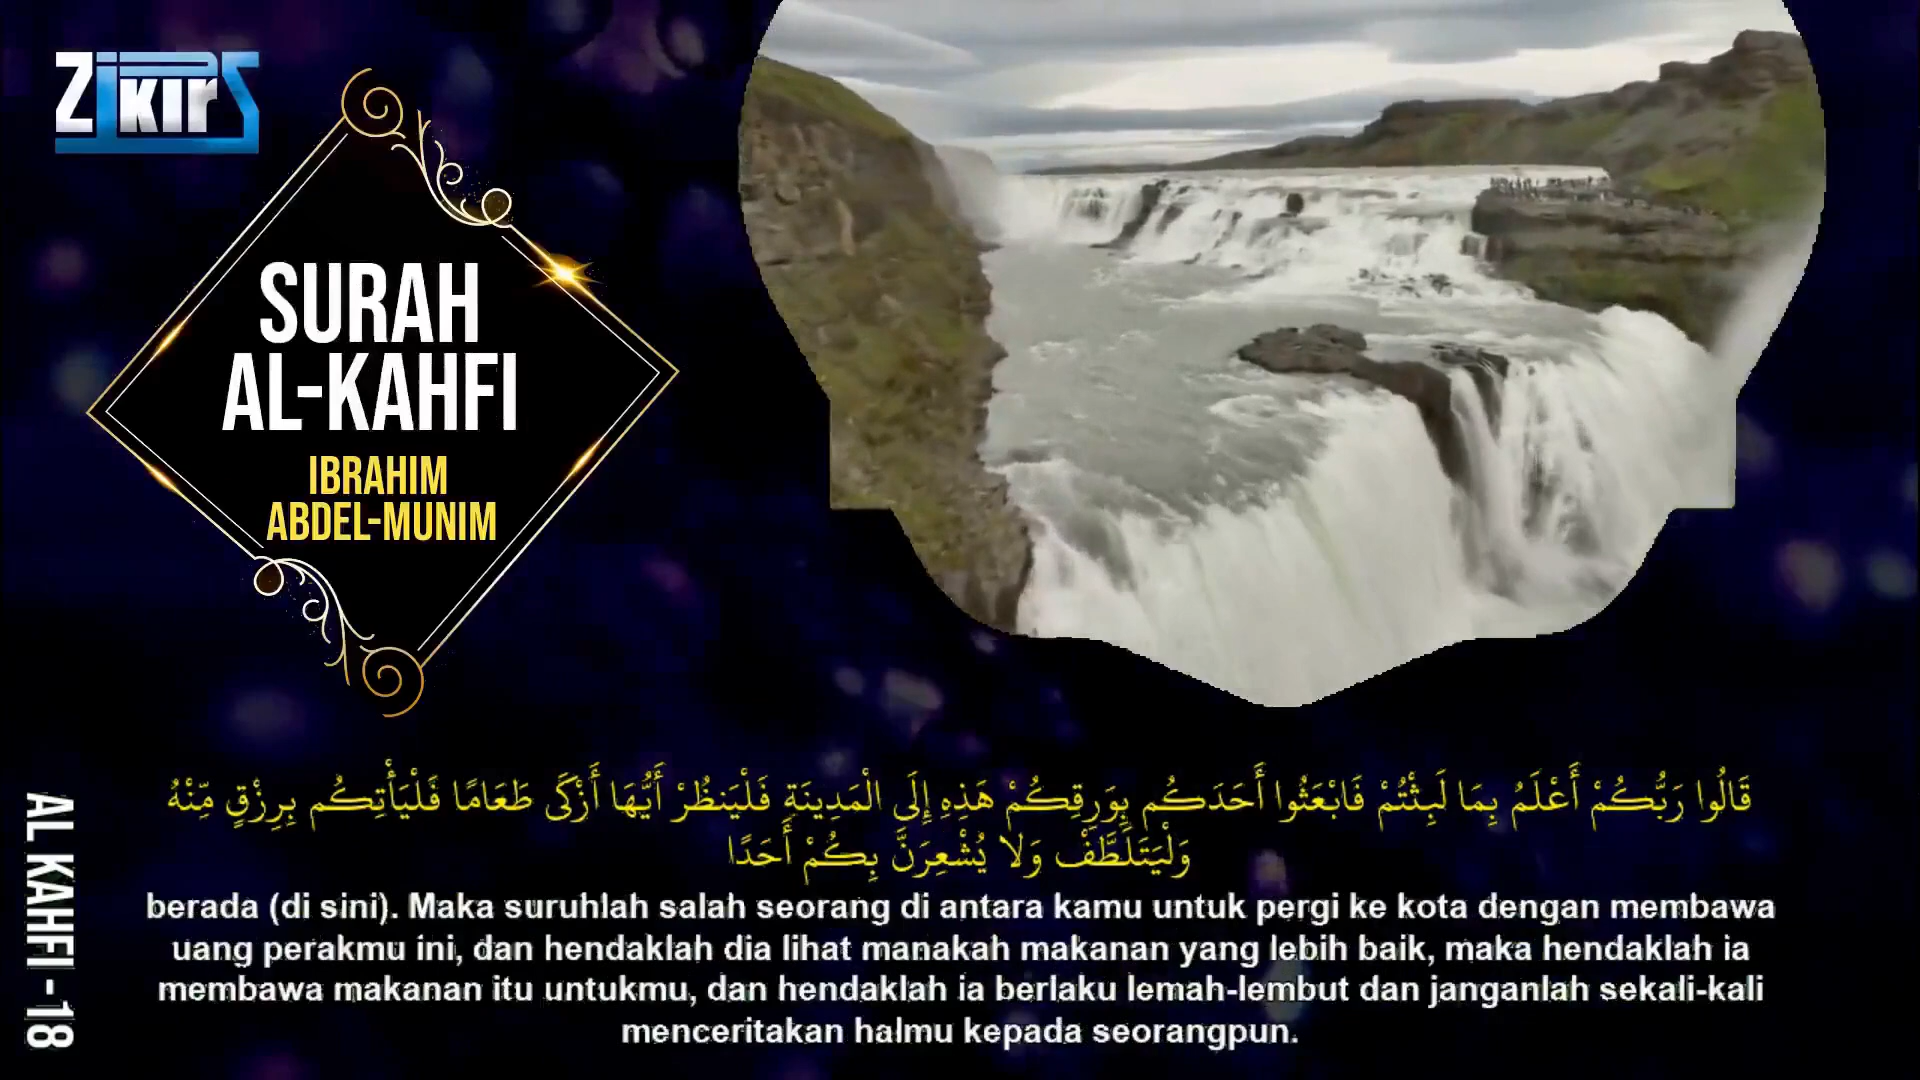 ZikirS
SURAH
AL-KAHFI
IBRAHIM
ABDEL-MUNIM
قَالُوا رَبُّكُمْ أَعْلَمُ بِمَا لَبِثْتُمْ فَابْعَثُوا أَحَدَكُم بِوَرِقِكُمْ هَذِهِ إِلَى الْمَدِينَةِ فَلْيَنظُرْ أَيُّهَا أَزْكَى طَعَامًا فَلْيَأْتِكُم بِرِزْقٍ مِّنْهُ
وَلْيَتَلَطَّفْ وَلا يُشْعِرَنَّ بِكُمْ أَحَدًا
berada (di sini). Maka suruhlah salah seorang di antara kamu untuk pergi ke kota dengan membawa
uang perakmu ini, dan hendaklah dia lihat manakah makanan yang lebih baik, maka hendaklah ia
membawa makanan itu untukmu, dan hendaklah ia berlaku lemah-lembut dan janganlah sekali-kali
menceritakan halmu kepada seorangpun.
AL KAHFI - 18